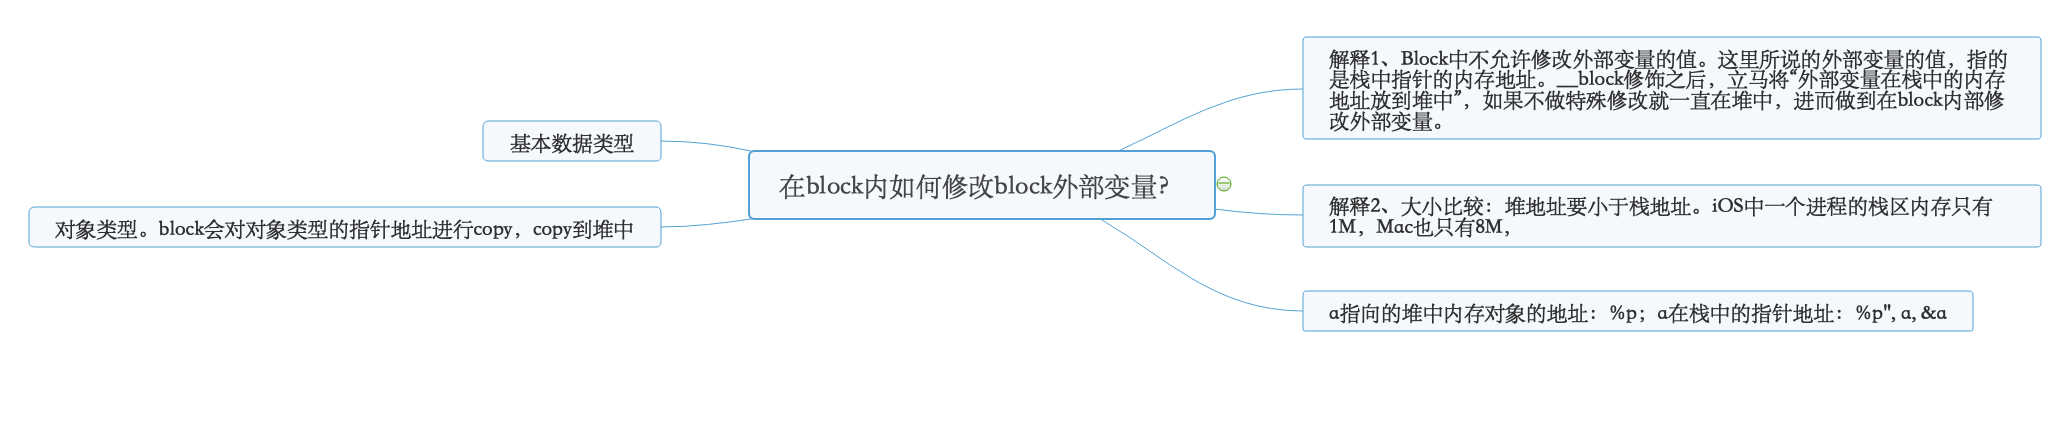 在block内如何修改block外部变量?
解释1、Block中不允许修改外部变量的值。这里所说的外部变量的值，指的
是栈中指针的内存地址。__block修饰之后，立马将“外部变量在栈中的内存
地址放到堆中”，如果不做特殊修改就一直在堆中，进而做到在block内部修
改外部变量。
解释2、大小比较：堆地址要小于栈地址。iOS中一个进程的栈区内存只有
1M，Mac也只有8M，
a指向的堆中内存对象的地址：%p；a在栈中的指针地址：%p", a, &a
基本数据类型
对象类型。block会对对象类型的指针地址进行copy，copy到堆中